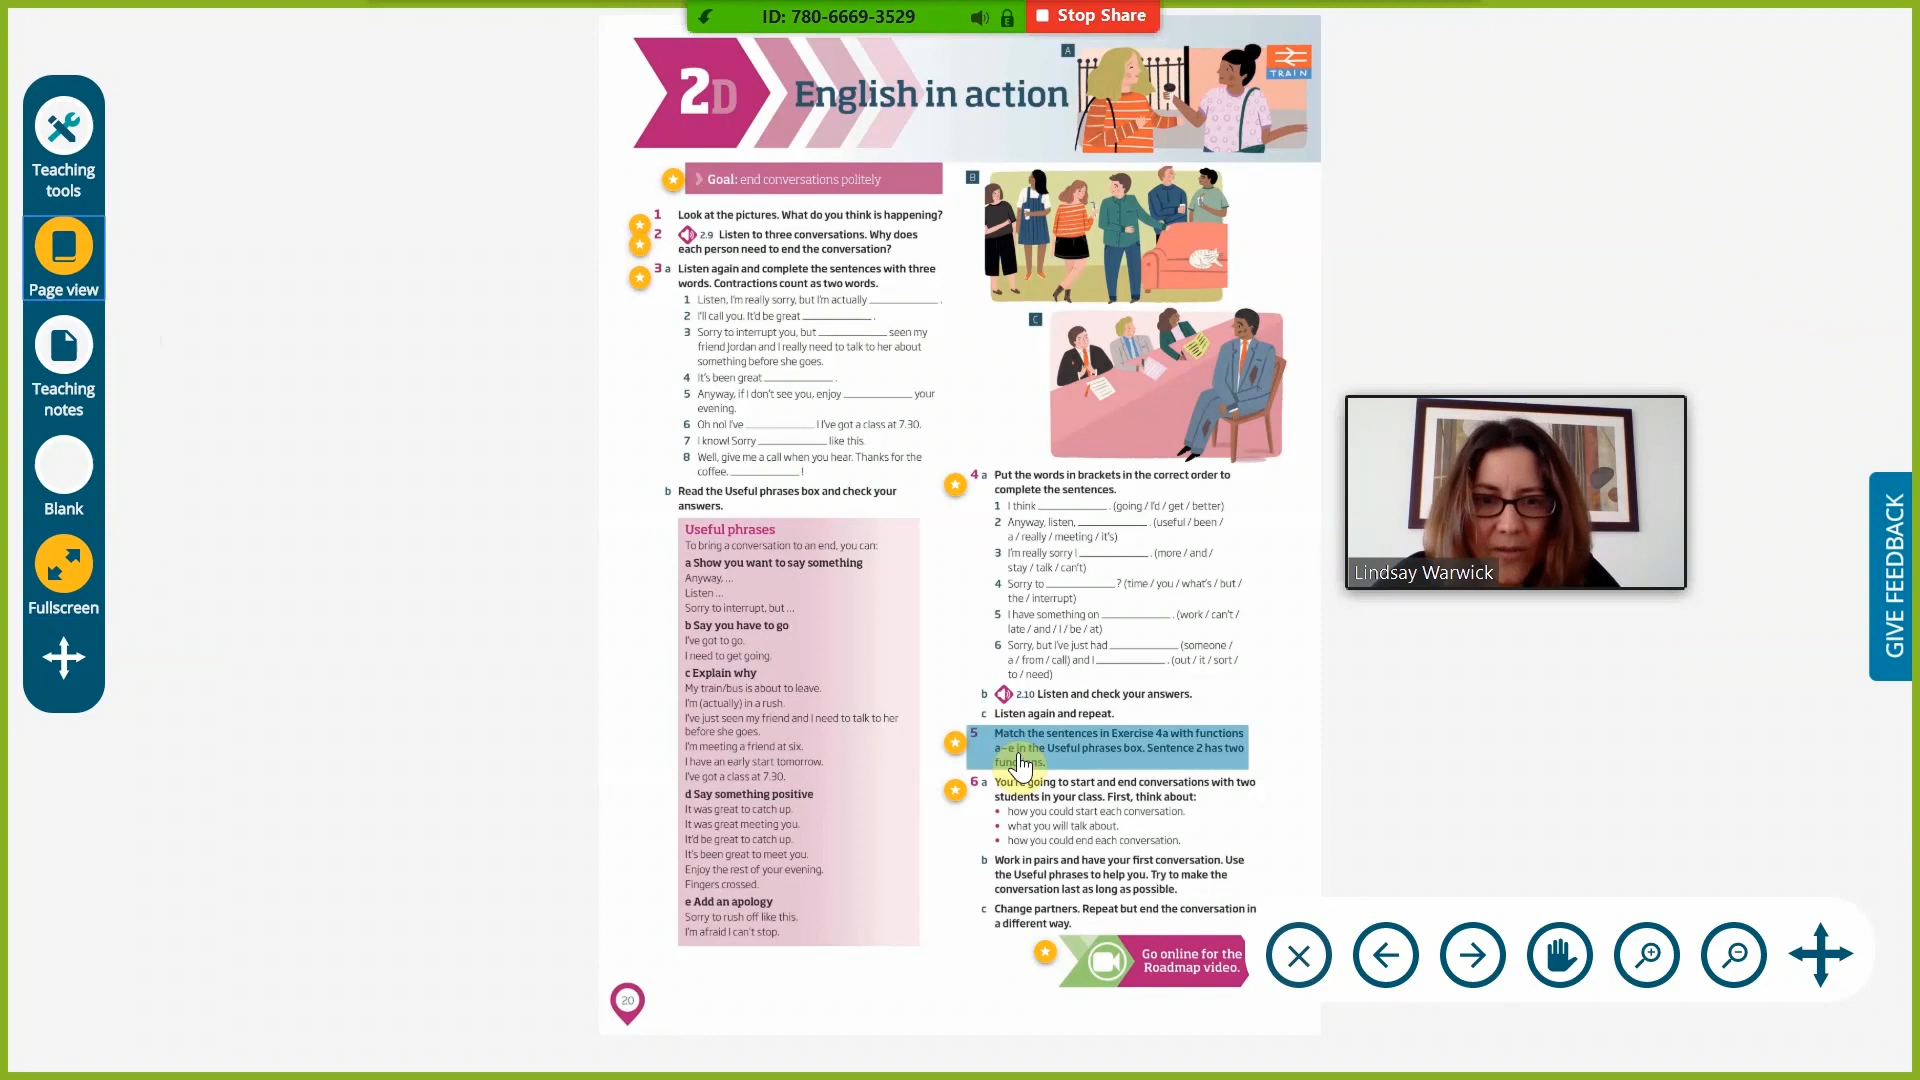 ID: 780-6669-3529
Stop Share
Teaching
tools
Page view
Teaching
notes
Blank
Fullscreen
2D
English in action
A
TRAIN
Goal: end conversations politely
1 Look at the pictures. What do you think is happening?
2 2.9 Listen to three conversations. Why does
each person need to end the conversation?
3 a Listen again and complete the sentences with three
words. Contractions count as two words.
1 Listen, I'm really sorry, but I'm actually ____________ .
2 I'll call you. It'd be great ____________ .
3 Sorry to interrupt you, but ____________ seen my
friend Jordan and I really need to talk to her about
something before she goes.
4 It's been great ____________ .
5 Anyway, if I don't see you, enjoy ____________ your
evening.
6 Oh no! I've ____________ ! I've got a class at 7.30.
7 I know! Sorry ____________ like this.
8 Well, give me a call when you hear. Thanks for the
coffee. ____________ !
b Read the Useful phrases box and check your
answers.
Useful phrases
To bring a conversation to an end, you can:
a Show you want to say something
Anyway, ...
Listen ...
Sorry to interrupt, but ...
b Say you have to go
I've got to go.
I need to get going.
c Explain why
My train/bus is about to leave.
I'm (actually) in a rush.
I've just seen my friend and I need to talk to her
before she goes.
I'm meeting a friend at six.
I have an early start tomorrow.
I've got a class at 7.30.
d Say something positive
It was great to catch up.
It was great meeting you.
It'd be great to catch up.
It's been great to meet you.
Enjoy the rest of your evening.
Fingers crossed.
e Add an apology
Sorry to rush off like this.
I'm afraid I can't stop.
20
B
C
4 a Put the words in brackets in the correct order to
complete the sentences.
1 I think ____________ . (going / I'd / get / better)
2 Anyway, listen, ____________ . (useful / been /
a / really / meeting / it's)
3 I'm really sorry I ____________ . (more / and /
stay / talk / can't)
4 Sorry to ____________ ? (time / you / what's / but /
the / interrupt)
5 I have something on ____________ . (work / can't /
late / and / I / be / at)
6 Sorry, but I've just had ____________ (someone /
a / from / call) and I ____________ . (out / it / sort /
to / need)
b 2.10 Listen and check your answers.
c Listen again and repeat.
5 Match the sentences in Exercise 4a with functions
a–e in the Useful phrases box. Sentence 2 has two
functions.
6 a You're going to start and end conversations with two
students in your class. First, think about:
• how you could start each conversation.
• what you will talk about.
• how you could end each conversation.
b Work in pairs and have your first conversation. Use
the Useful phrases to help you. Try to make the
conversation last as long as possible.
c Change partners. Repeat but end the conversation in
a different way.
Go online for the
Roadmap video.
Lindsay Warwick
GIVE FEEDBACK